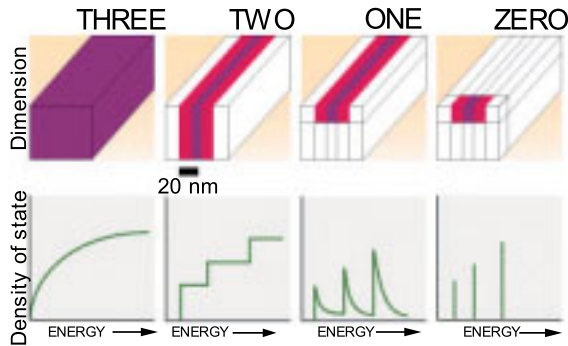 THREE TWO ONE ZERO
Dimension
20 nm
Density of state
ENERGY ENERGY ENERGY ENERGY